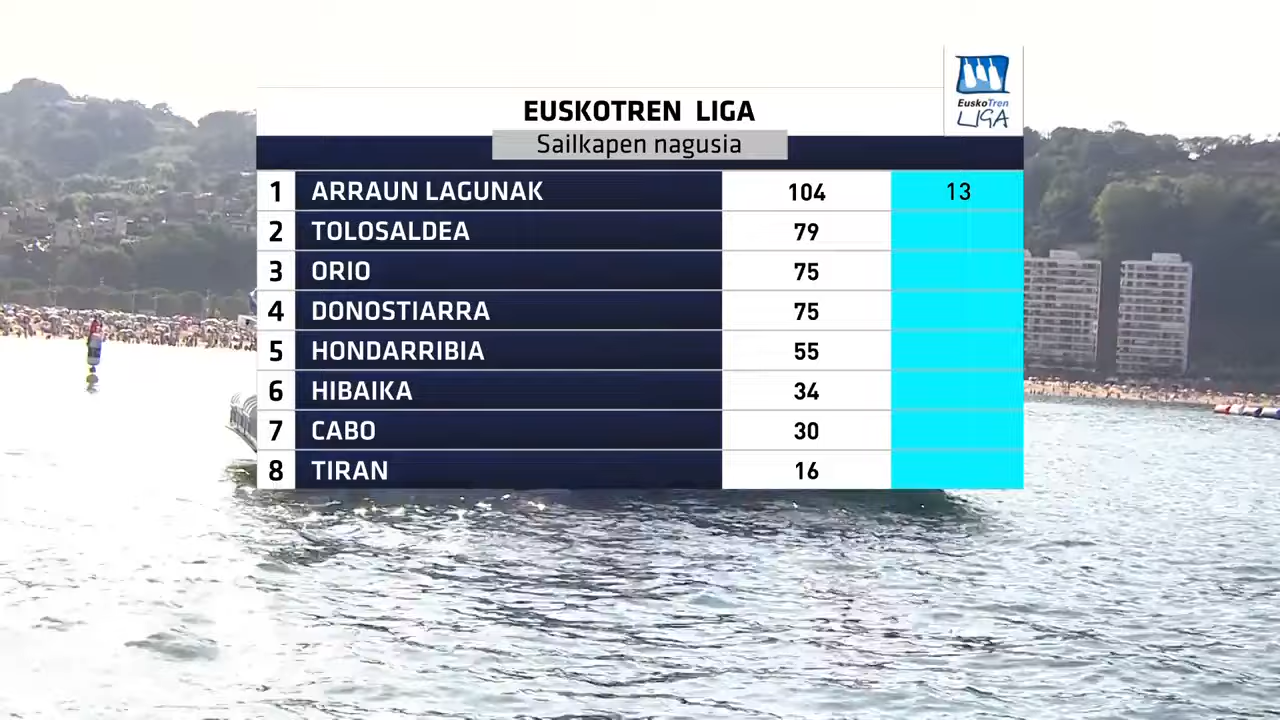 EuskoTren
LIGA
EUSKOTREN LIGA
Sailkapen nagusia
1 ARRAUN LAGUNAK 104 13
2 TOLOSALDEA 79
3 ORIO 75
4 DONOSTIARRA 75
5 HONDARRIBIA 55
6 HIBAIKA 34
7 CABO 30
8 TIRAN 16